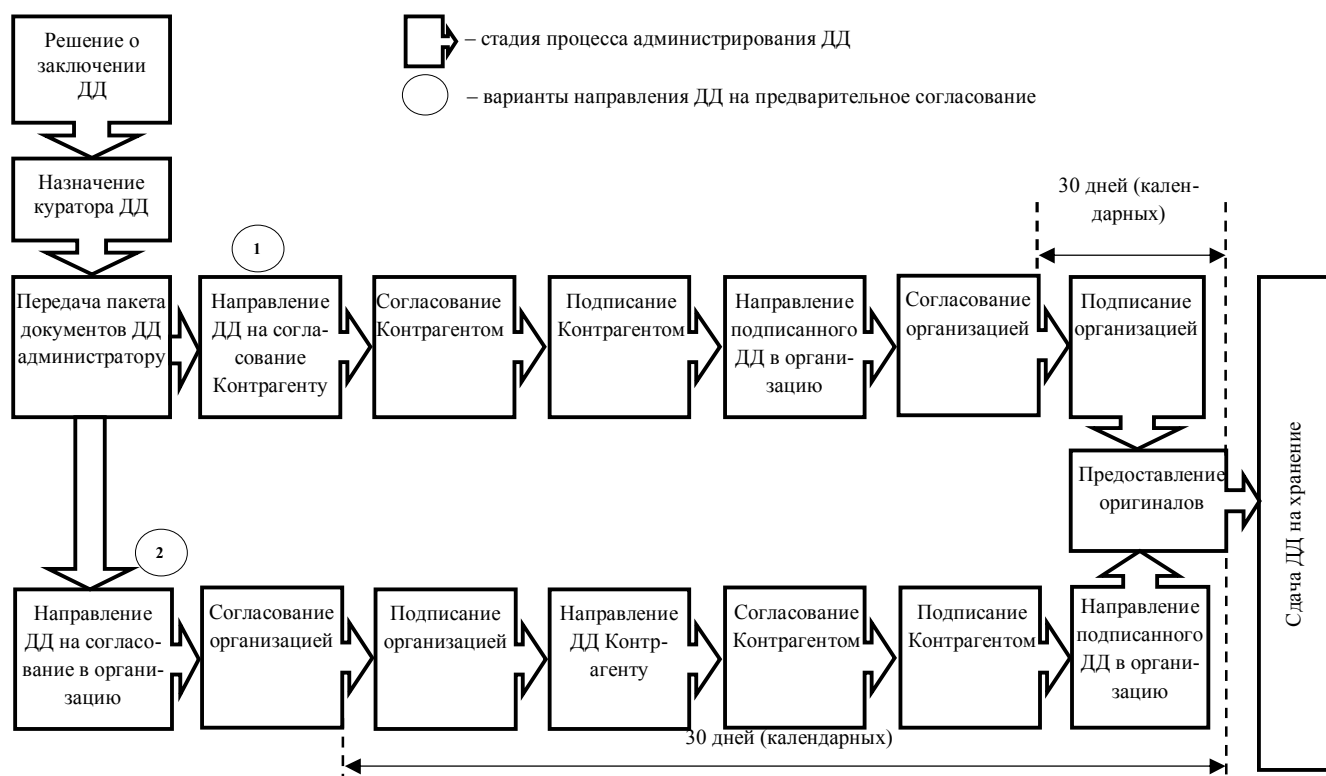 Решение о
заключении
ДД
– стадия процесса администрирования ДД
– варианты направления ДД на предварительное согласование
Назначение
куратора ДД
30 дней (кален-
дарных)
1
Передача пакета
документов ДД
администратору
Направление
ДД на согла-
сование
Контрагенту
Согласование
Контрагентом
Подписание
Контрагентом
Направление
подписанного
ДД в органи-
зацию
Согласование
организацией
Подписание
организацией
Предоставление
оригиналов
Сдача ДД на хранение
2
Направление
ДД на согласо-
вание в органи-
зацию
Согласование
организацией
Подписание
организацией
Направление
ДД Контр-
агенту
Согласование
Контрагентом
Подписание
Контрагентом
Направление
подписанного
ДД в органи-
зацию
30 дней (календарных)